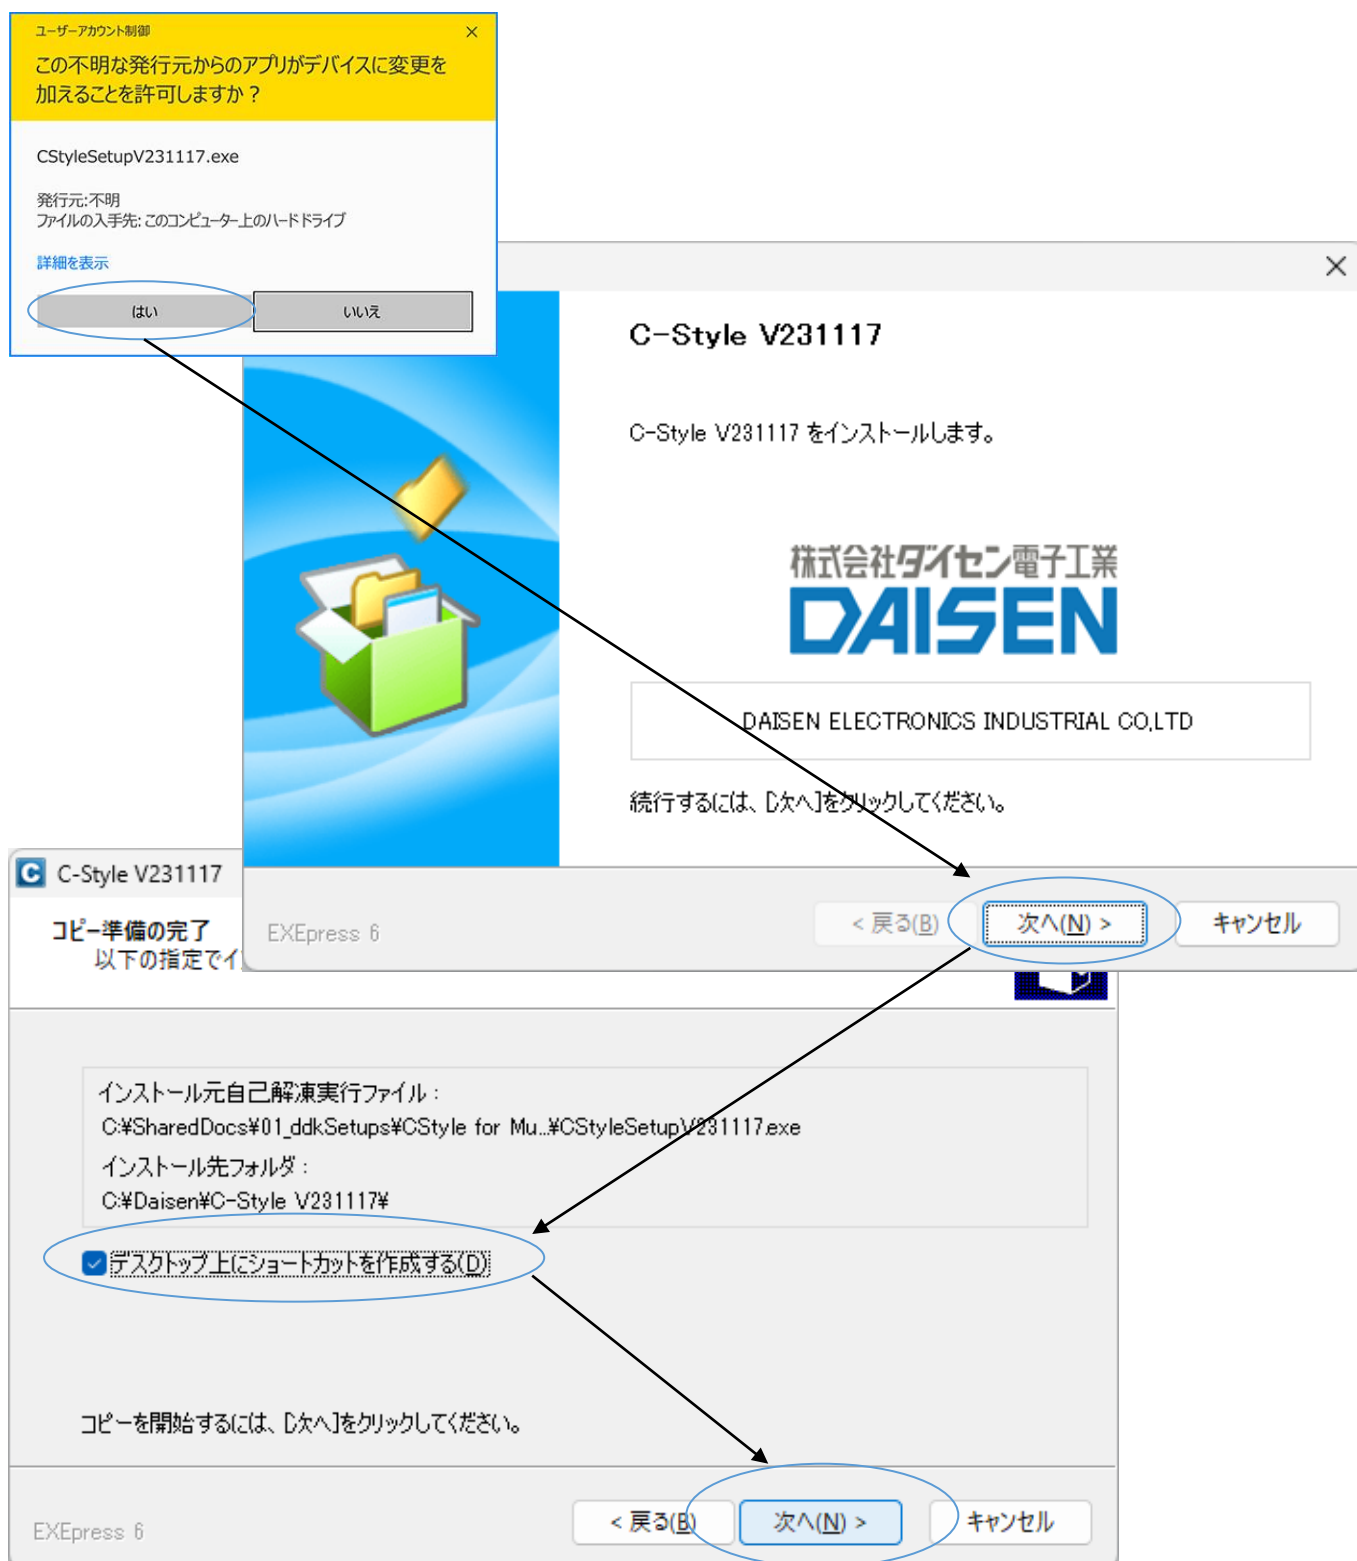 ユーザーアカウント制御
この不明な発行元からのアプリがデバイスに変更を
加えることを許可しますか？
CStyleSetupV231117.exe
発行元:不明
ファイルの入手先: このコンピューター上のハード ドライブ
詳細を表示
はい
いいえ
C-Style V231117
C-Style V231117 をインストールします。
株式会社ダイセン電子工業
DAISEN
DAISEN ELECTRONICS INDUSTRIAL CO,LTD
続行するには、[次へ]をクリックしてください。
EXEpress 6
< 戻る(B)
次へ(N) >
キャンセル
C-Style V231117
コピー準備の完了
以下の指定でイ
インストール元自己解凍実行ファイル :
C:¥SharedDocs¥01_ddkSetups¥CStyle for Mu...¥CStyleSetupV231117.exe
インストール先フォルダ :
C:¥Daisen¥C-Style V231117¥
デスクトップ上にショートカットを作成する(D)
コピーを開始するには、[次へ]をクリックしてください。
EXEpress 6
< 戻る(B)
次へ(N) >
キャンセル